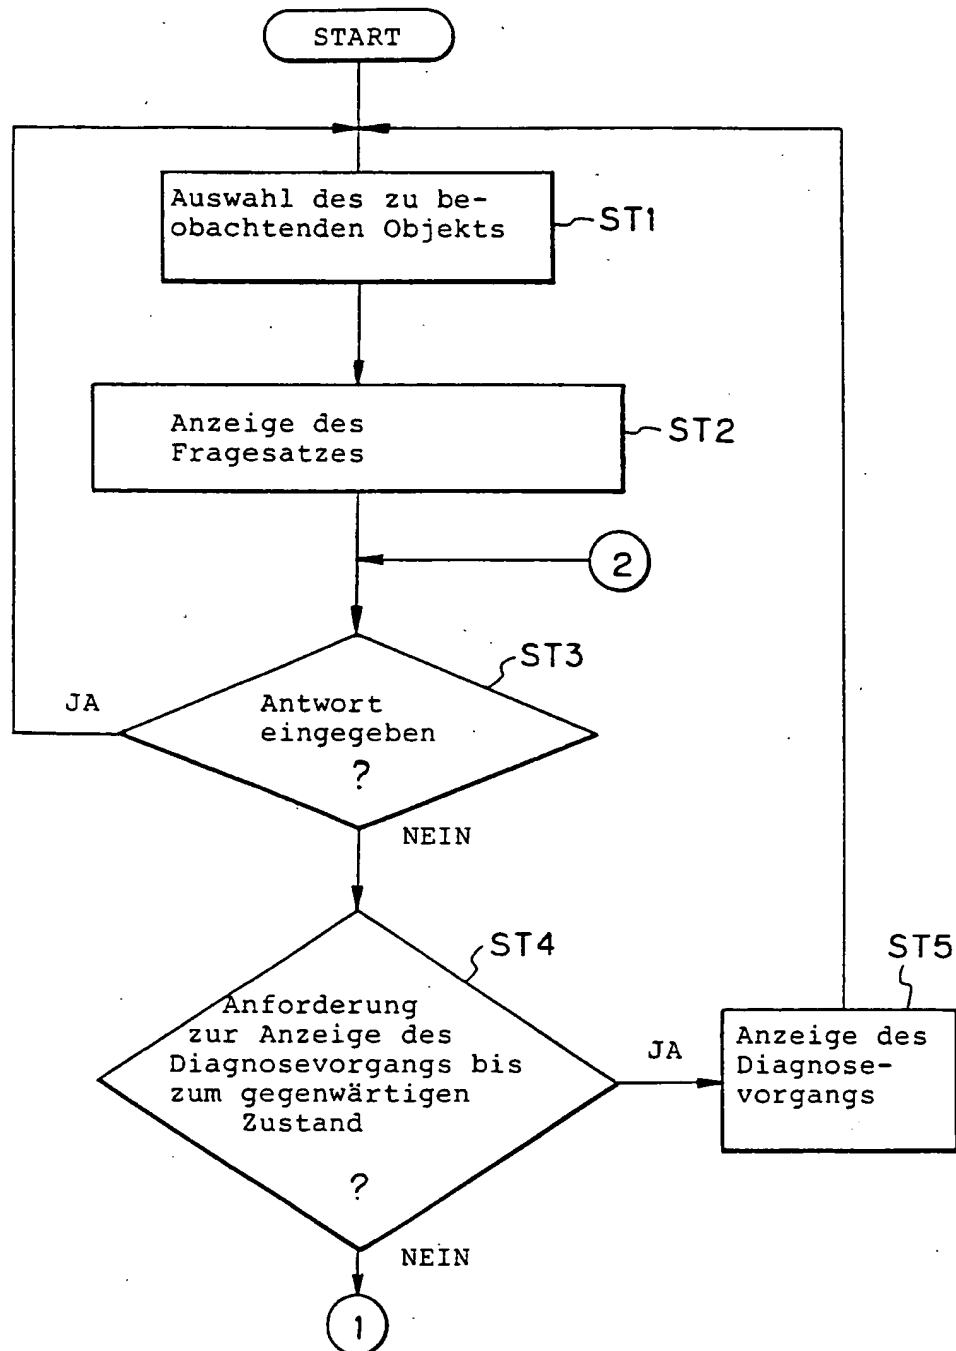 START
Auswahl des zu be-
obachtenden Objekts
ST1
Anzeige des
Fragesatzes
ST2
2
ST3
JA
Antwort
eingegeben
?
NEIN
ST4
Anforderung
zur Anzeige des
Diagnosevorgangs bis
zum gegenwärtigen
Zustand
?
JA
ST5
Anzeige des
Diagnose-
vorgangs
NEIN
1